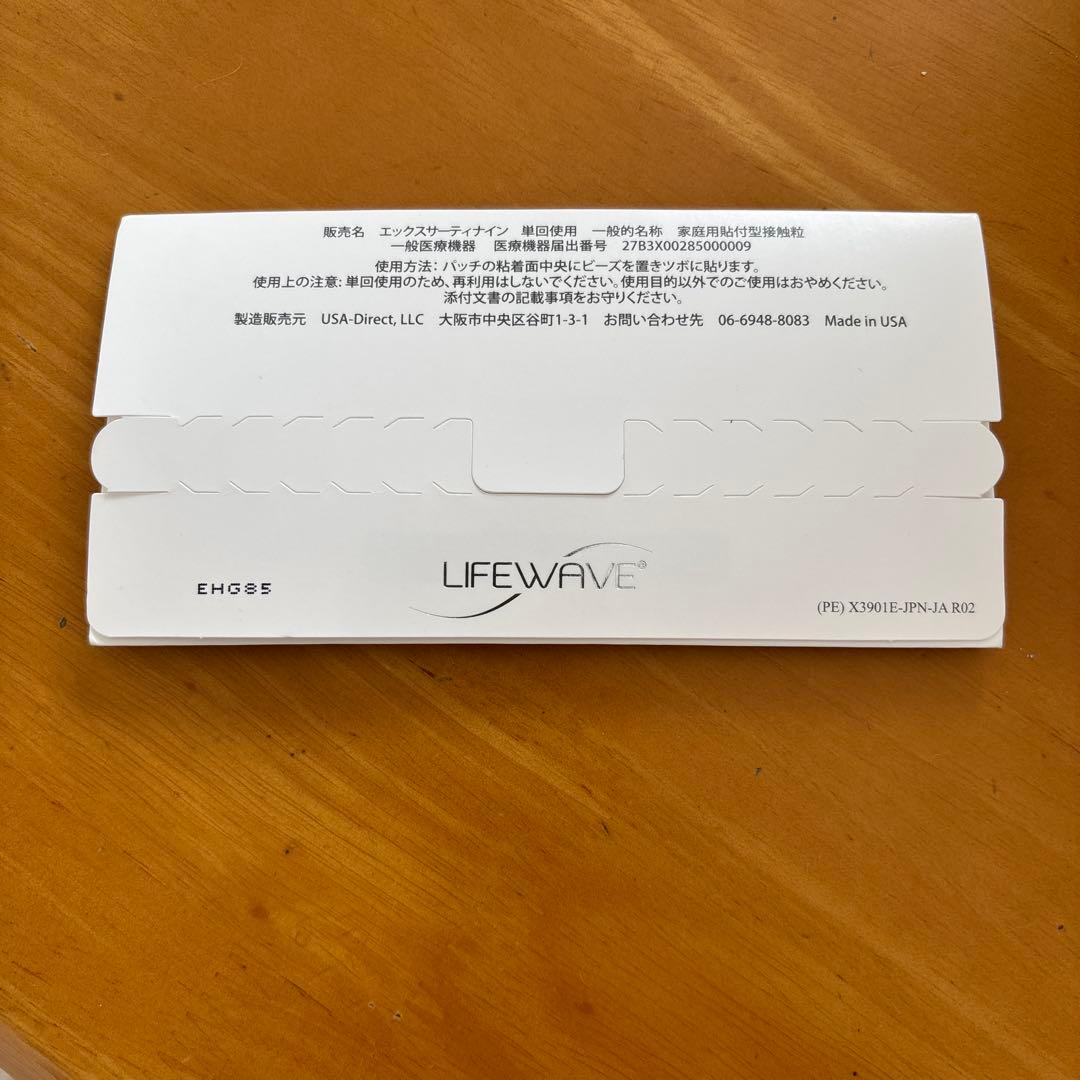 販売名 エックスサーティナイン 単回使用 一般的名称 家庭用貼付型接触粒
一般医療機器 医療機器届出番号 27B3X00285000009
使用方法：パッチの粘着面中央にビーズを置きツボに貼ります。
使用上の注意：単回使用のため、再利用はしないでください。使用目的以外でのご使用はおやめください。
添付文書の記載事項をお守りください。
製造販売元 USA-Direct, LLC 大阪市中央区谷町1-3-1 お問い合わせ先 06-6948-8083 Made in USA
LIFEWAVE®
EHG85
(PE) X3901E-JPN-JA R02